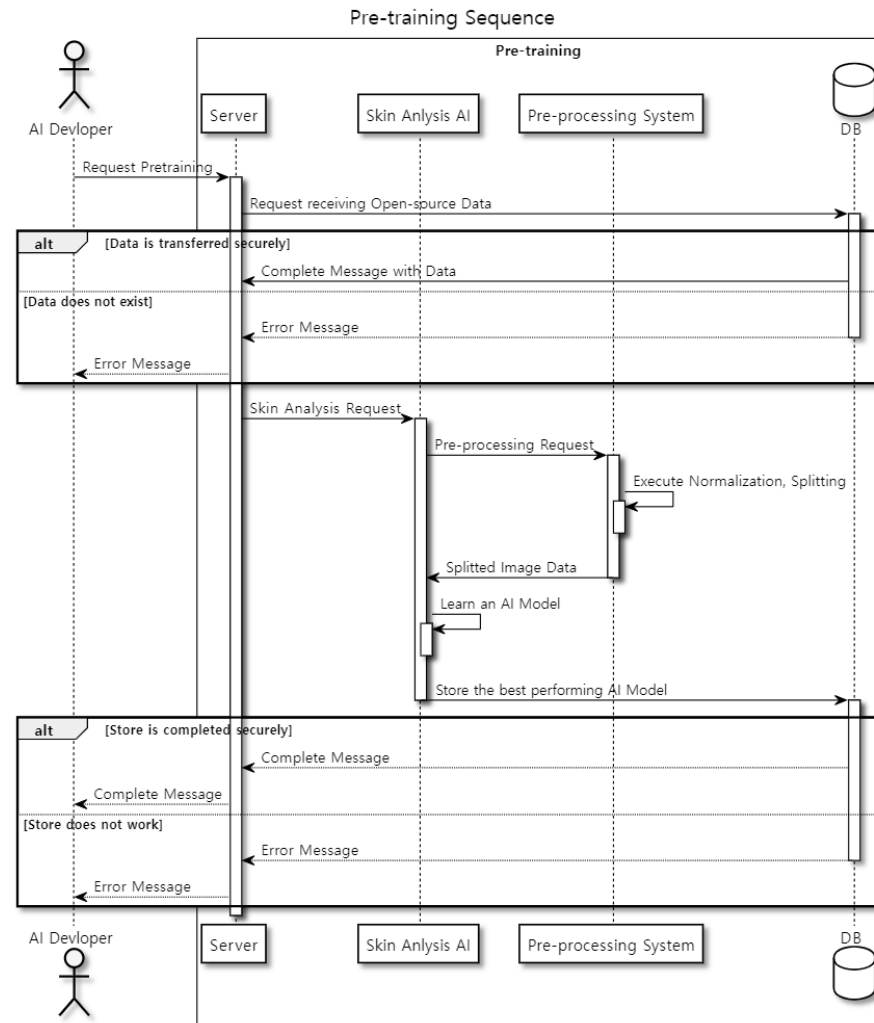 Pre-training Sequence
Pre-training
AI Devloper
Server
Skin Anlysis AI
Pre-processing System
DB
Request Pretraining
Request receiving Open-source Data
alt
[Data is transferred securely]
Complete Message with Data
[Data does not exist]
Error Message
Error Message
Skin Analysis Request
Pre-processing Request
Execute Normalization, Splitting
Splitted Image Data
Learn an AI Model
Store the best performing AI Model
alt
[Store is completed securely]
Complete Message
Complete Message
[Store does not work]
Error Message
Error Message
AI Devloper
Server
Skin Anlysis AI
Pre-processing System
DB